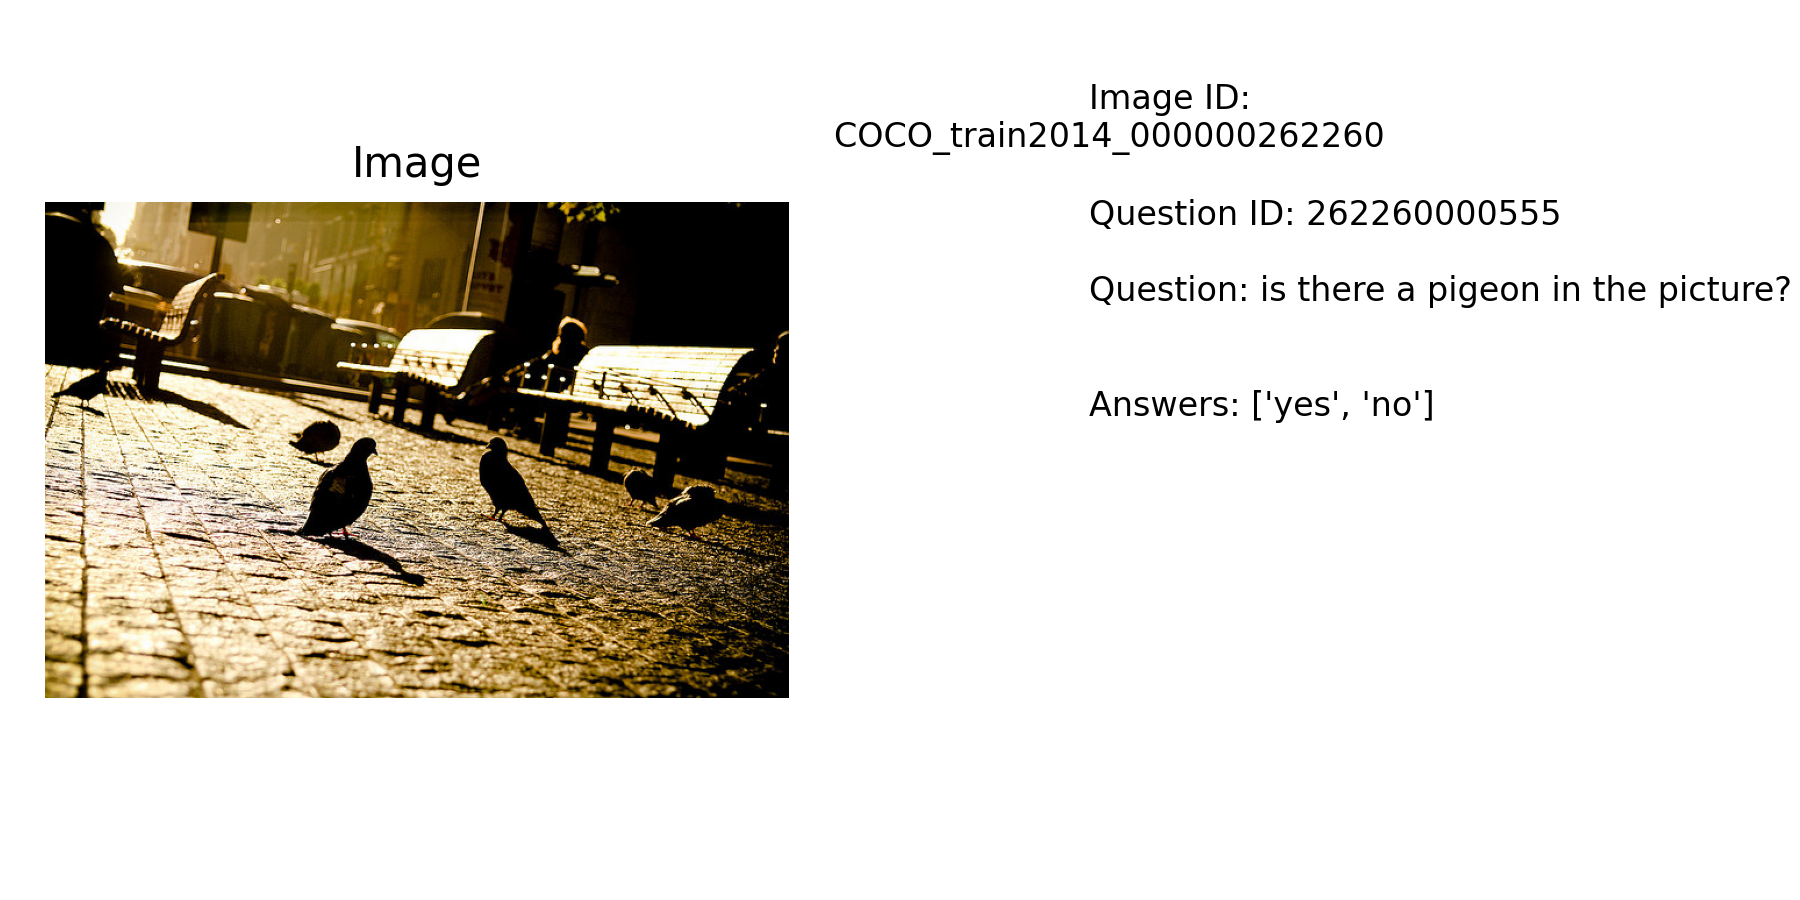 Image
Image ID:
COCO_train2014_000000262260
Question ID: 262260000555
Question: is there a pigeon in the picture?
Answers: ['yes', 'no']